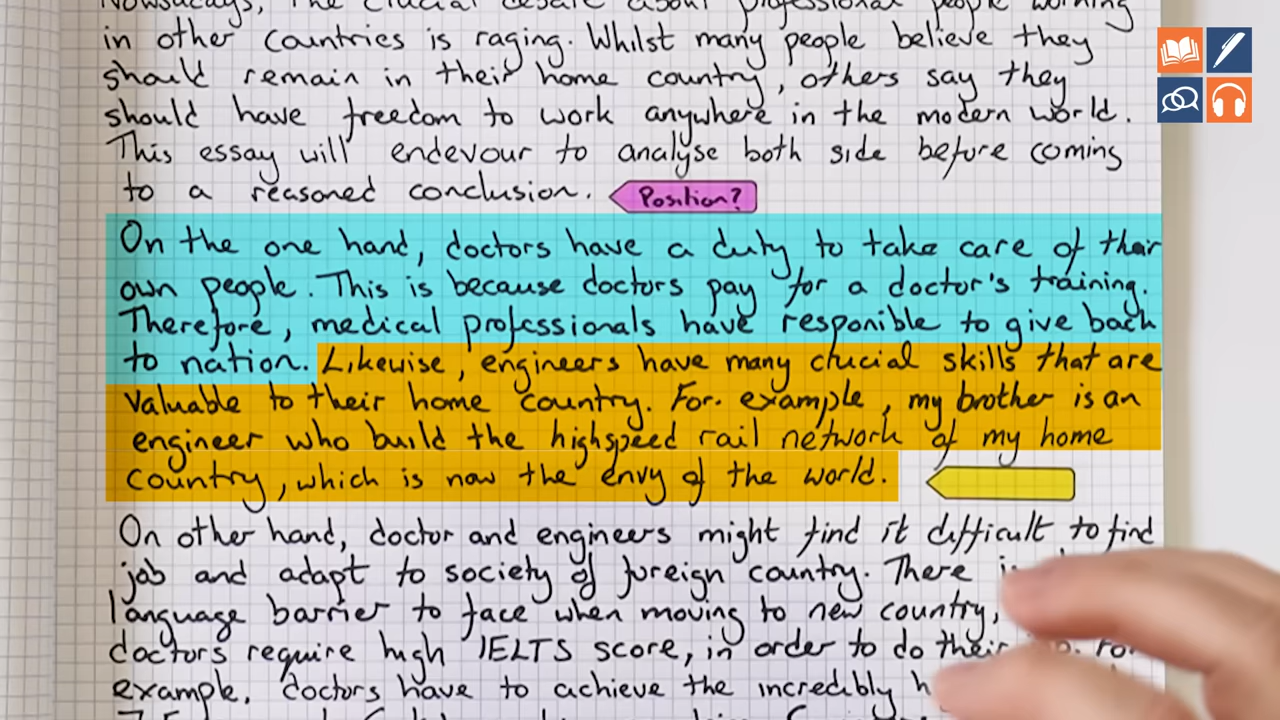 Nowsadays, the crucial debate about professional people working
in other countries is raging. Whilst many people believe they
should remain in their home country, others say they
should have freedom to work anywhere in the modern world.
This essay will endevour to analyse both side before coming
to a reasoned conclusion. Position?
On the one hand, doctors have a duty to take care of their
own people. This is because doctors pay for a doctor's training.
Therefore, medical professionals have responible to give back
to nation. Likewise, engineers have many crucial skills that are
valuable to their home country. For. example, my brother is an
engineer who build the highspeed rail network of my home
country, which is now the envy of the world.
On other hand, doctor and engineers might find it difficult to find
job and adapt to society of foreign country. There
language barrier to face when moving to new country,
doctors require high IELTS score, in order to do their
example, doctors have to achieve the incredibly